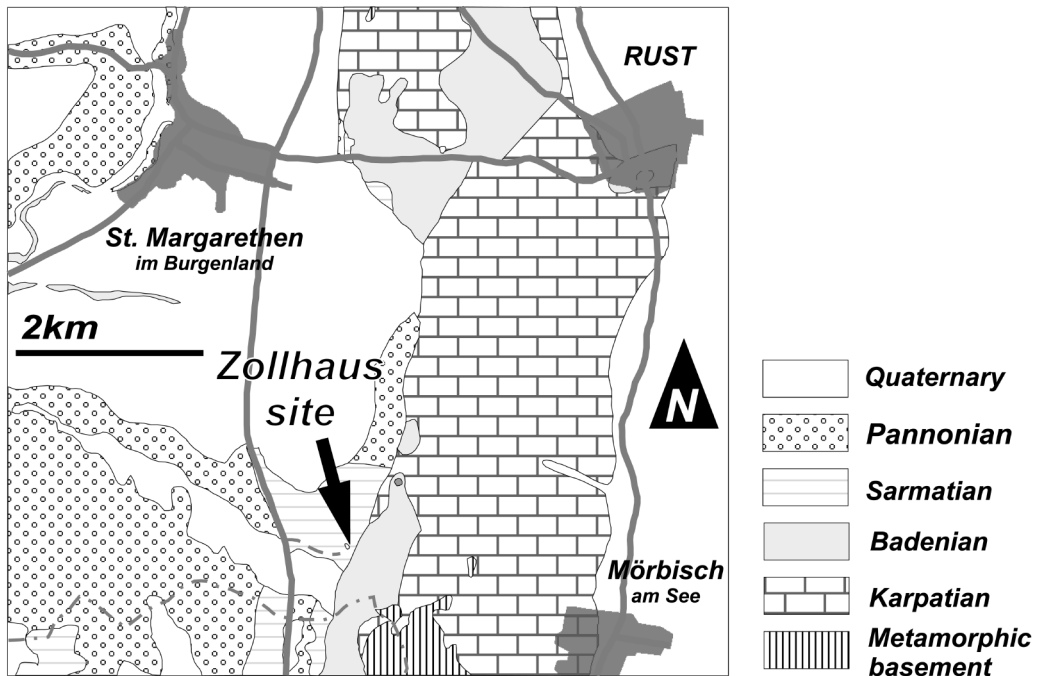 RUST
St. Margarethen
im Burgenland
2km
Zollhaus
site
N
Mörbisch
am See
Quaternary
Pannonian
Sarmatian
Badenian
Karpatian
Metamorphic
basement